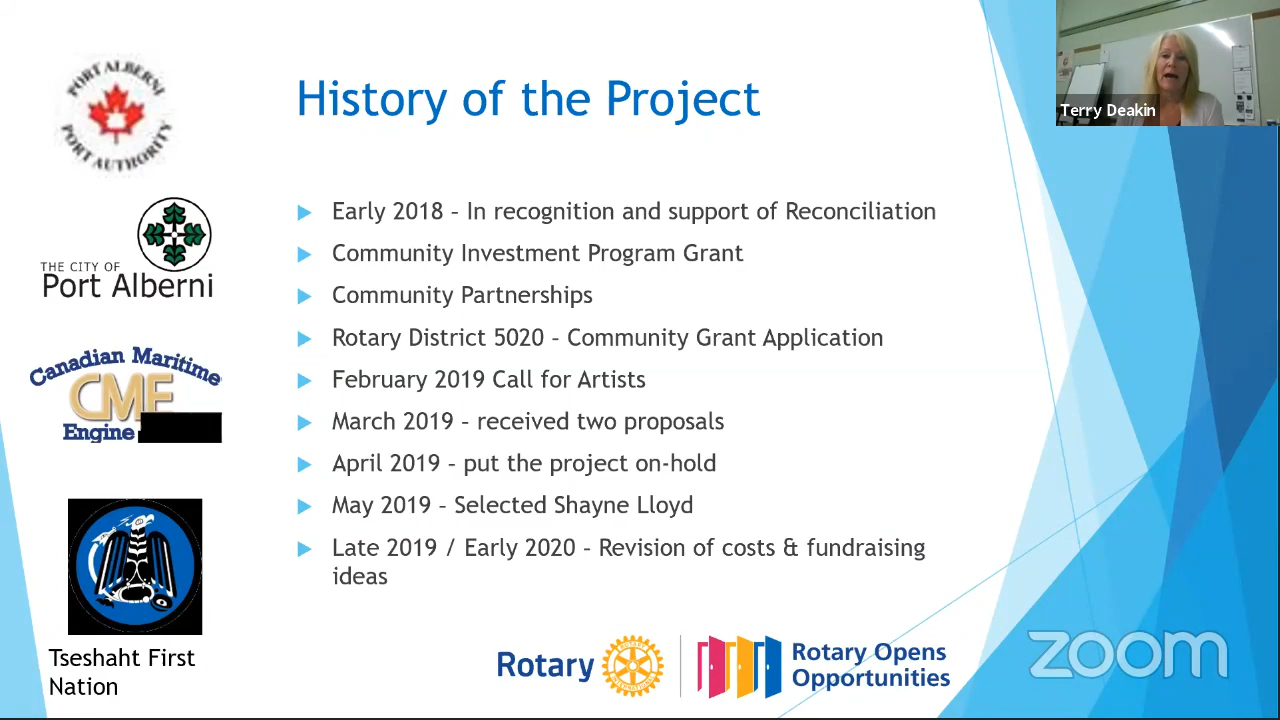 PORT ALBERNI
PORT AUTHORITY
THE CITY OF
Port Alberni
Canadian Maritime
CME
Engine
Tseshaht First
Nation
History of the Project
Early 2018 – In recognition and support of Reconciliation
Community Investment Program Grant
Community Partnerships
Rotary District 5020 – Community Grant Application
February 2019 Call for Artists
March 2019 – received two proposals
April 2019 – put the project on-hold
May 2019 – Selected Shayne Lloyd
Late 2019 / Early 2020 – Revision of costs & fundraising
ideas
Rotary
Rotary Opens
Opportunities
Terry Deakin
zoom